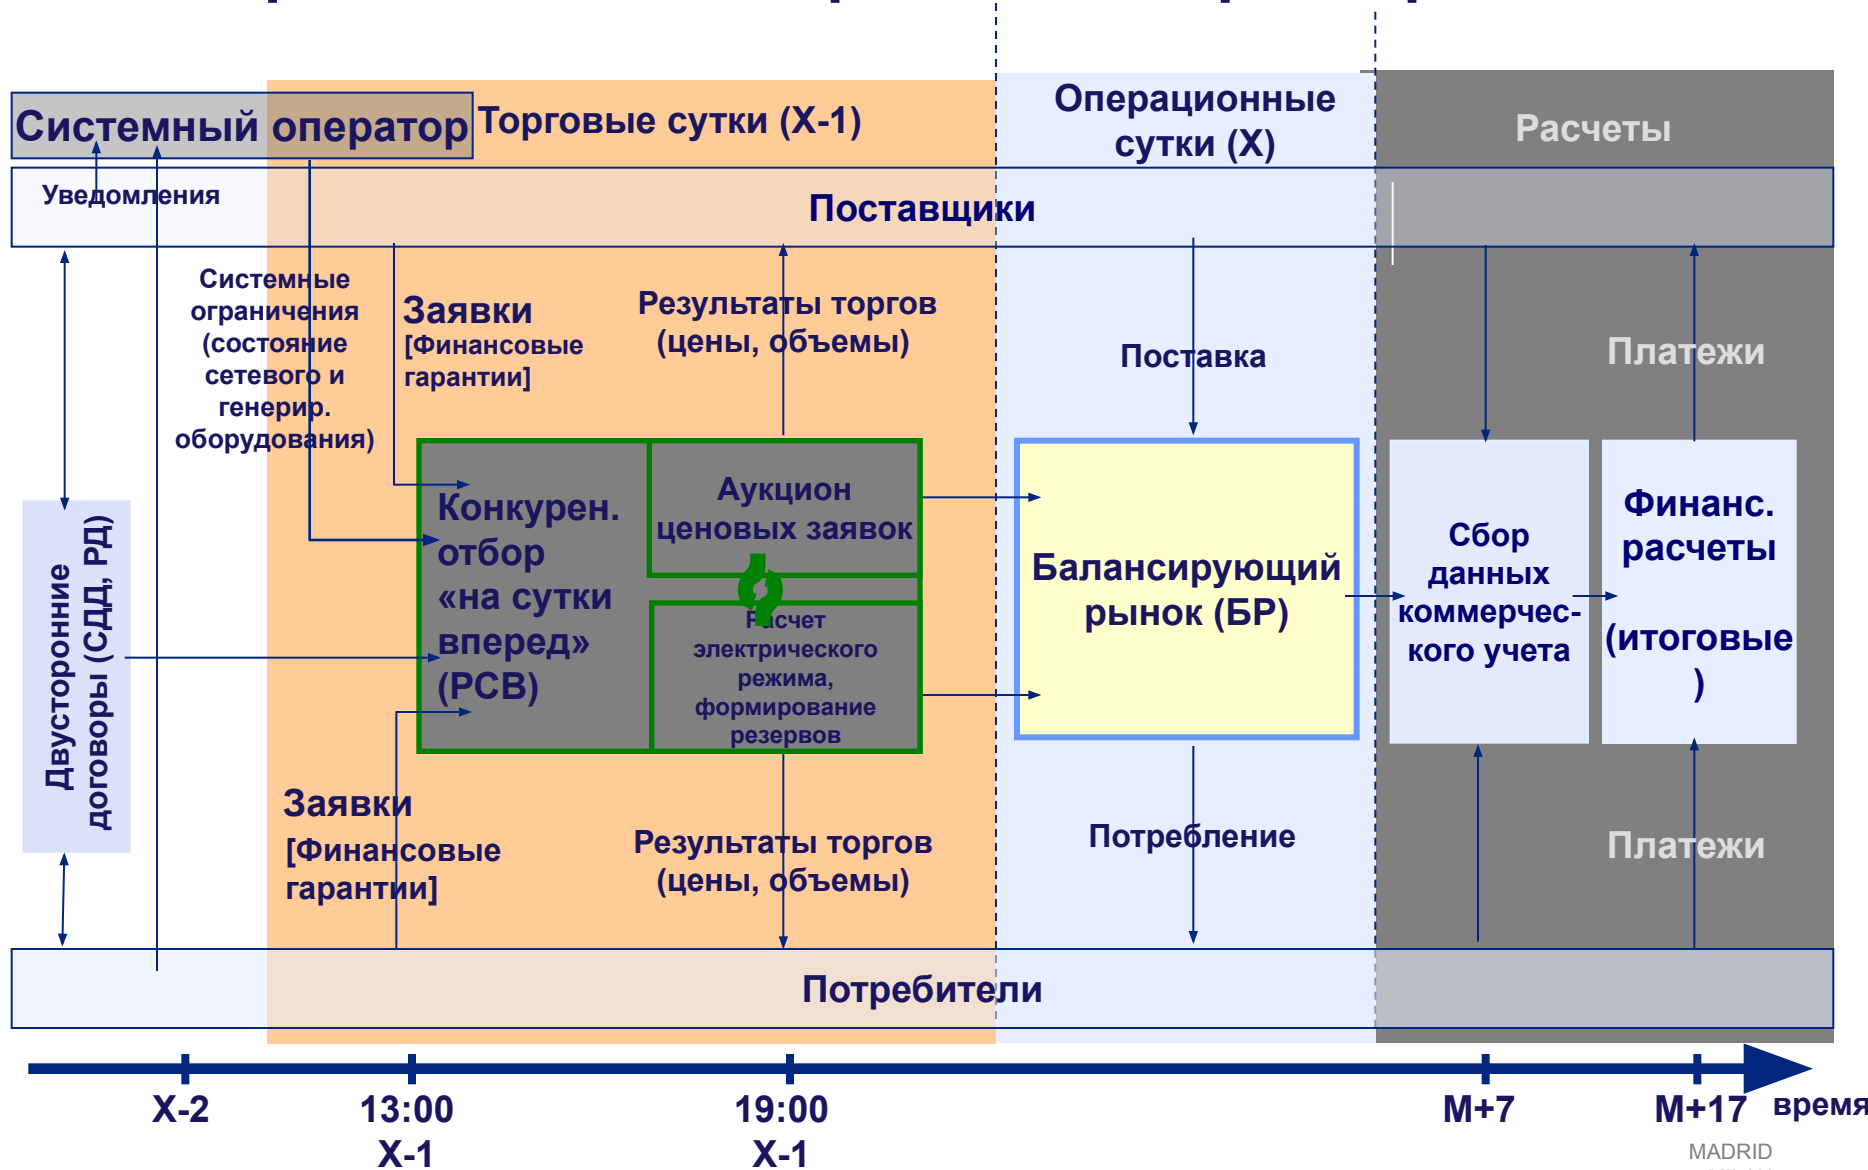 Системный оператор
Торговые сутки (Х-1)
Операционные
сутки (Х)
Расчеты
Уведомления
Поставщики
Системные
ограничения
(состояние
сетевого и
генерир.
оборудования)
Заявки
[Финансовые
гарантии]
Результаты торгов
(цены, объемы)
Поставка
Платежи
Двусторонние
договоры (СДД, РД)
Конкурен.
отбор
«на сутки
вперед»
(РСВ)
Аукцион
ценовых заявок
Расчет
электрического
режима,
формирование
резервов
Балансирующий
рынок (БР)
Сбор
данных
коммерчес-
кого учета
Финанс.
расчеты
(итоговые
)
Заявки
[Финансовые
гарантии]
Результаты торгов
(цены, объемы)
Потребление
Платежи
Потребители
Х-2
13:00
Х-1
19:00
Х-1
М+7
М+17
время
MADRID